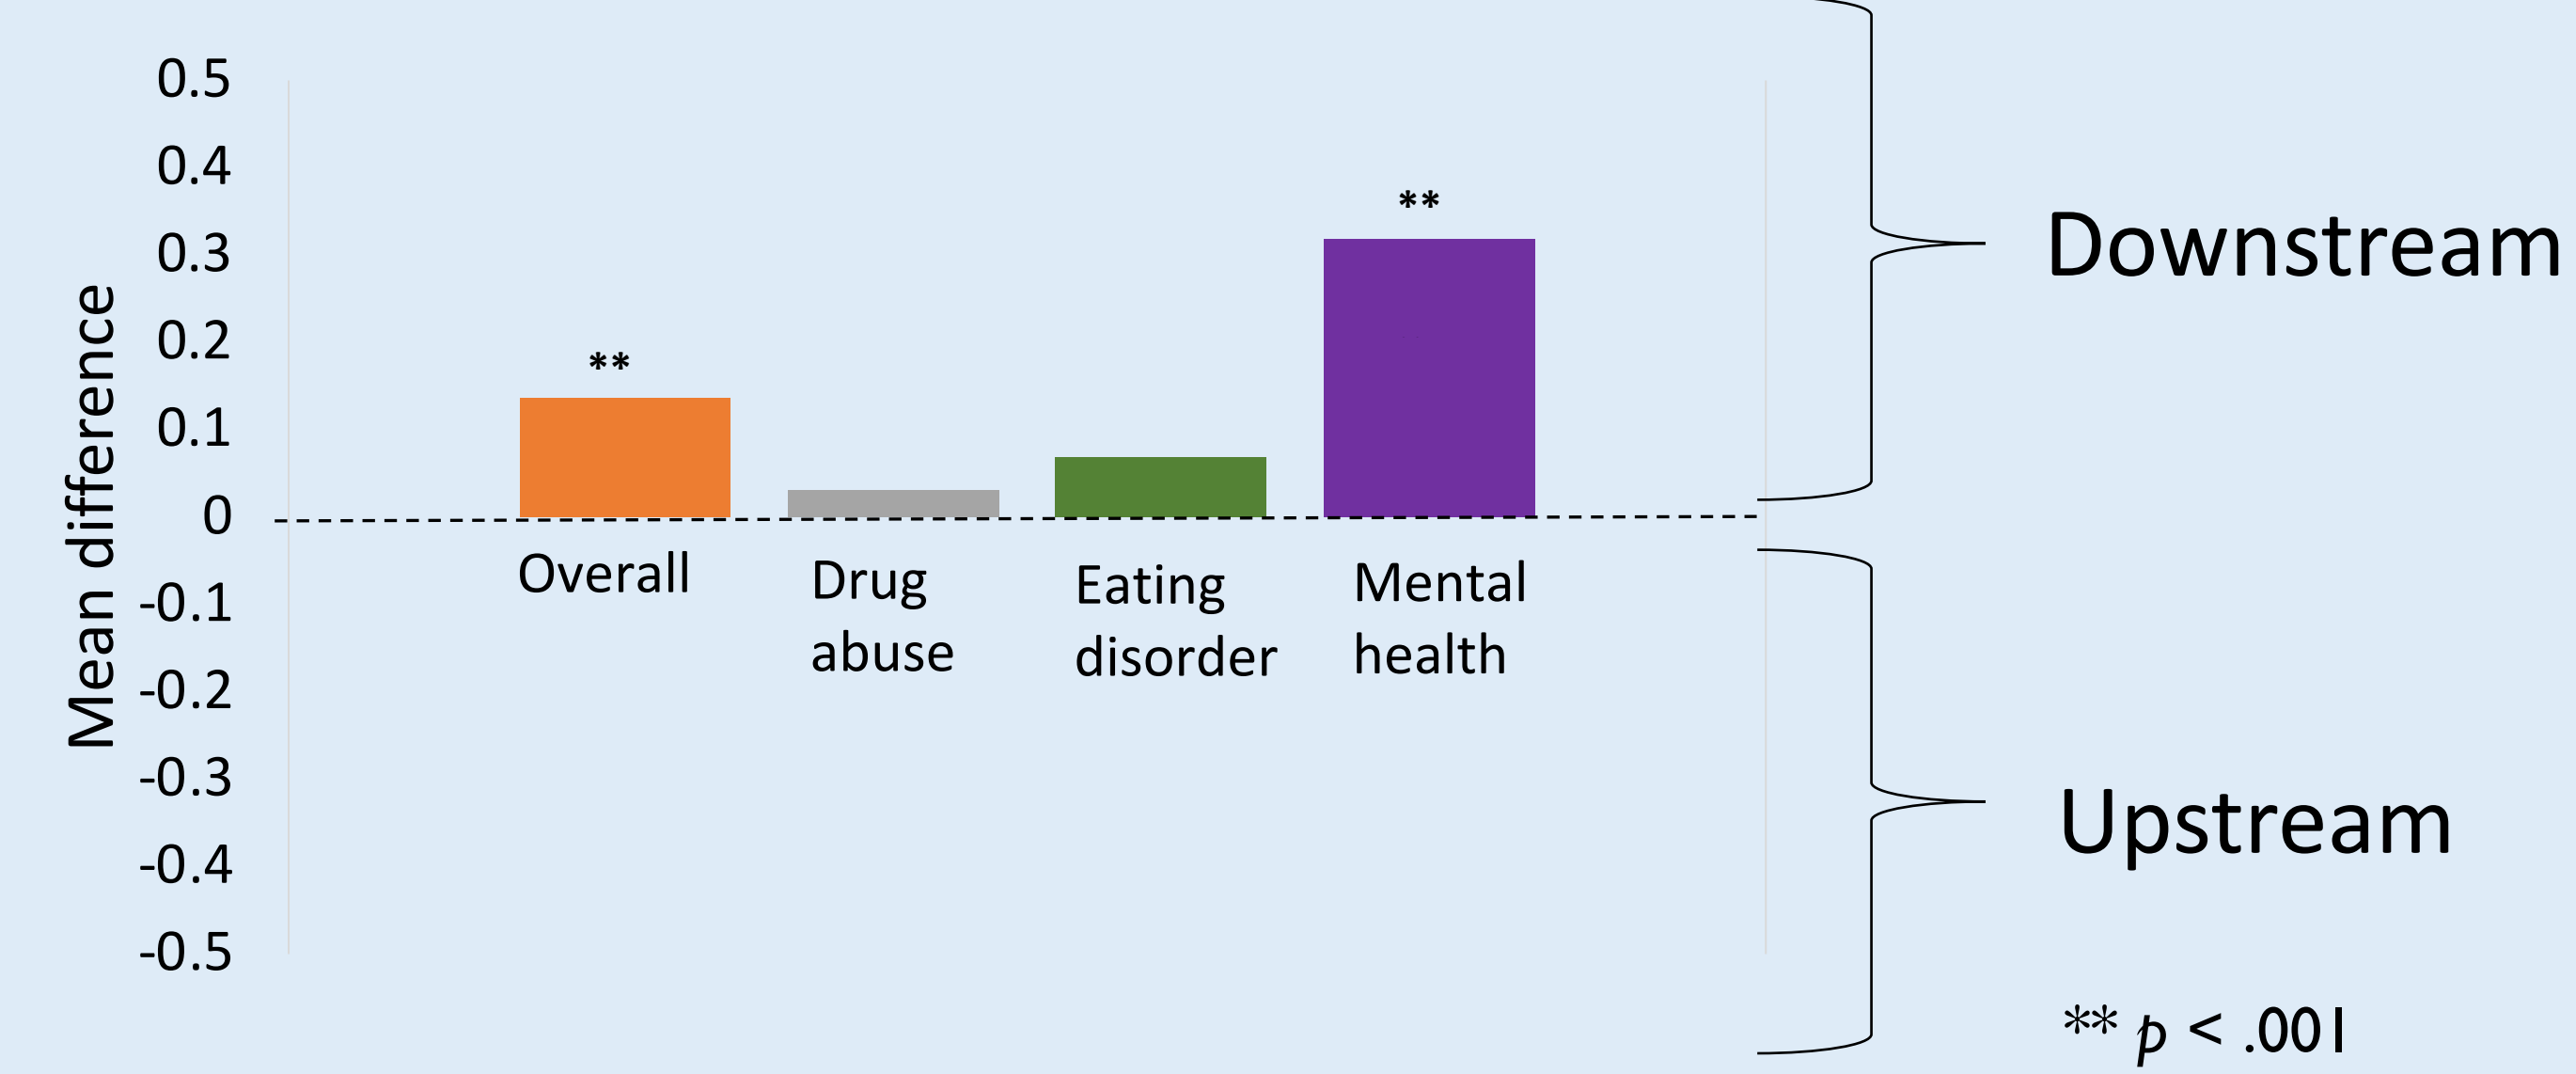 Mean difference
0.5
0.4
0.3
0.2
0.1
0
-0.1
-0.2
-0.3
-0.4
-0.5
**
**
Overall
Drug
abuse
Eating
disorder
Mental
health
Downstream
Upstream
** p < .001